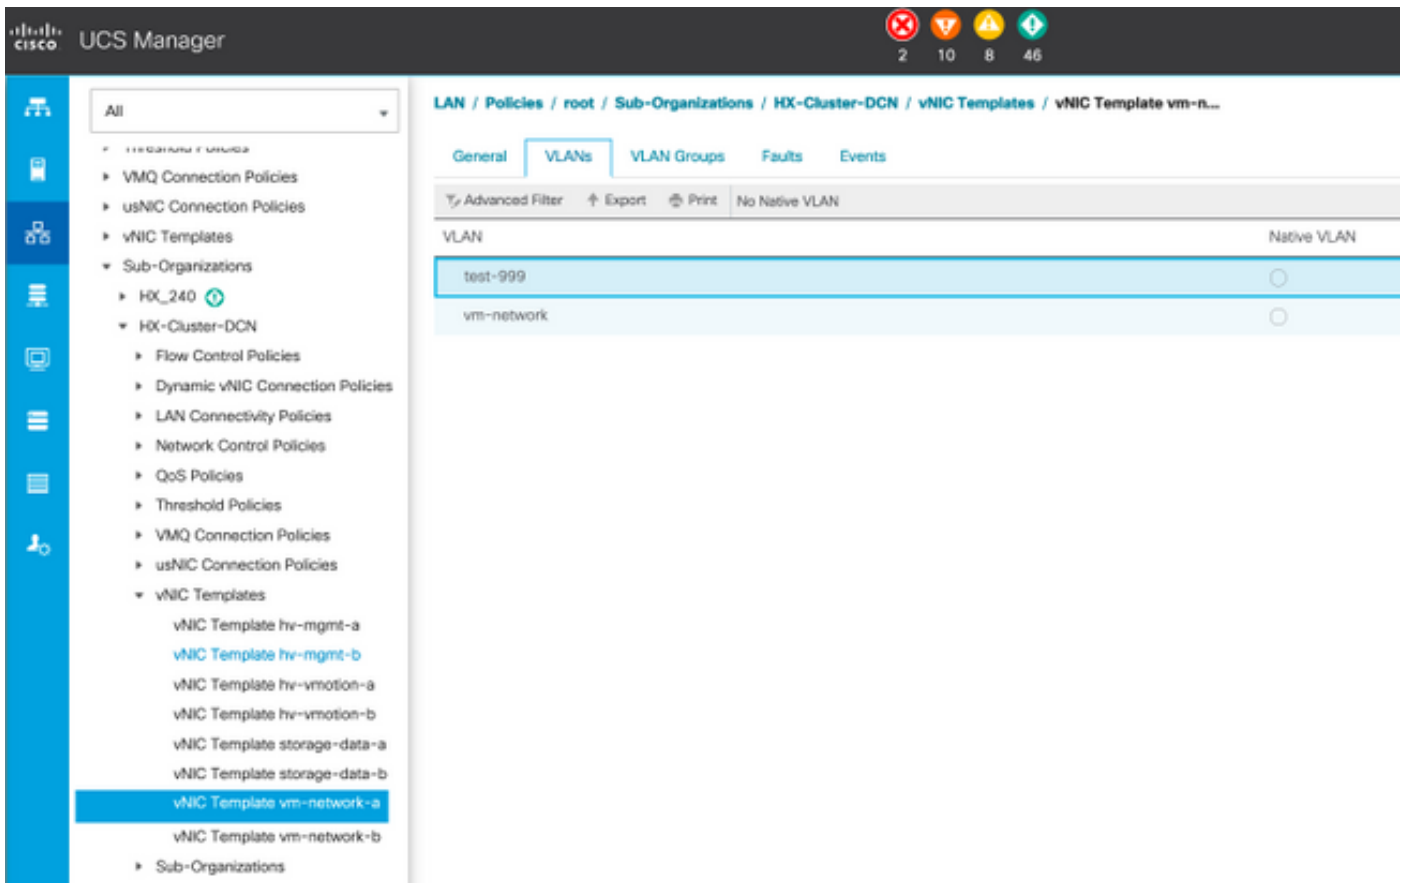 cisco UCS Manager
2 10 8 46
All
Threshold Policies
VMQ Connection Policies
usNIC Connection Policies
vNIC Templates
Sub-Organizations
HX_240
HX-Cluster-DCN
Flow Control Policies
Dynamic vNIC Connection Policies
LAN Connectivity Policies
Network Control Policies
QoS Policies
Threshold Policies
VMQ Connection Policies
usNIC Connection Policies
vNIC Templates
vNIC Template hv-mgmt-a
vNIC Template hv-mgmt-b
vNIC Template hv-vmotion-a
vNIC Template hv-vmotion-b
vNIC Template storage-data-a
vNIC Template storage-data-b
vNIC Template vm-network-a
vNIC Template vm-network-b
Sub-Organizations
LAN / Policies / root / Sub-Organizations / HX-Cluster-DCN / vNIC Templates / vNIC Template vm-n...
General VLANs VLAN Groups Faults Events
Advanced Filter Export Print No Native VLAN
VLAN Native VLAN
test-999
vm-network